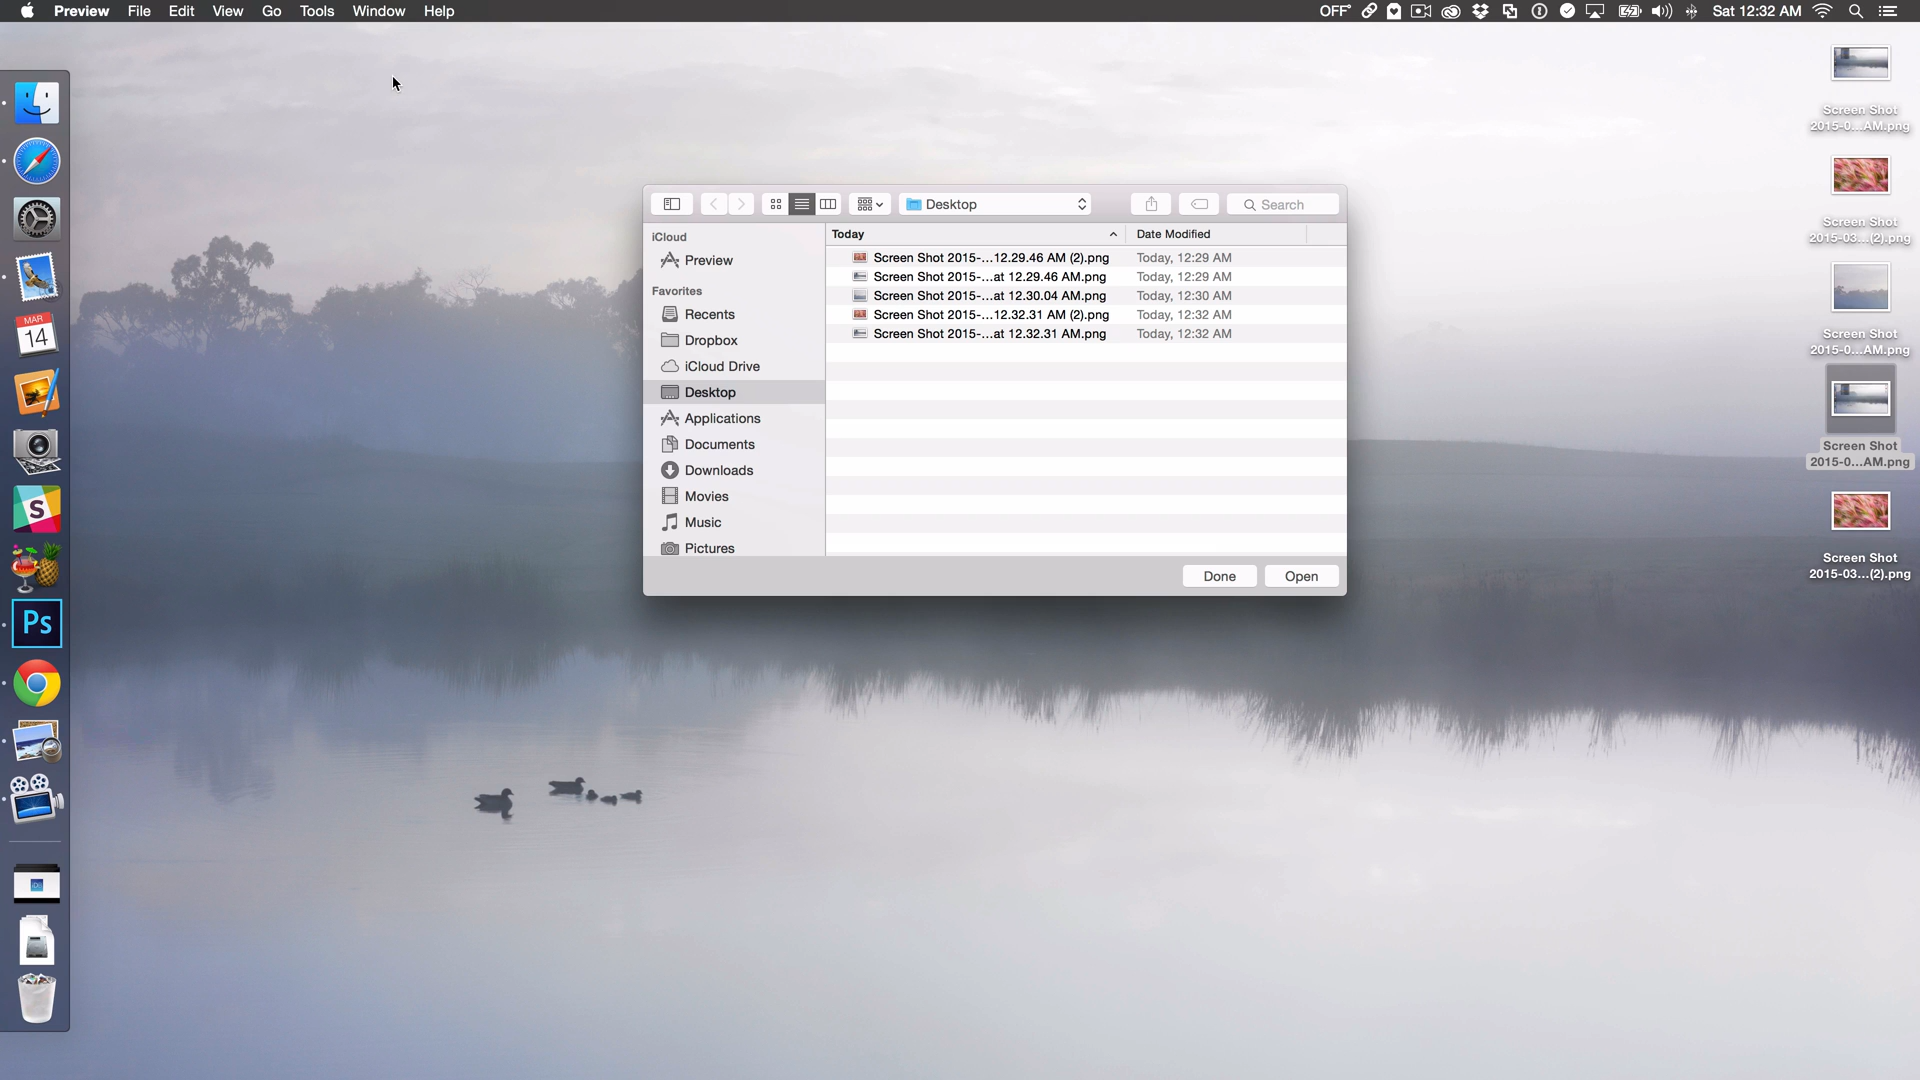 Preview File Edit View Go Tools Window Help
OFF Sat 12:32 AM
MAR
14
S
Ps
Desktop
Search
iCloud
Preview
Favorites
Recents
Dropbox
iCloud Drive
Desktop
Applications
Documents
Downloads
Movies
Music
Pictures
Today Date Modified
Screen Shot 2015-...12.29.46 AM (2).png Today, 12:29 AM
Screen Shot 2015-...at 12.29.46 AM.png Today, 12:29 AM
Screen Shot 2015-...at 12.30.04 AM.png Today, 12:30 AM
Screen Shot 2015-...12.32.31 AM (2).png Today, 12:32 AM
Screen Shot 2015-...at 12.32.31 AM.png Today, 12:32 AM
Done Open
Screen Shot
2015-0...AM.png
Screen Shot
2015-03...(2).png
Screen Shot
2015-0...AM.png
Screen Shot
2015-0...AM.png
Screen Shot
2015-03...(2).png